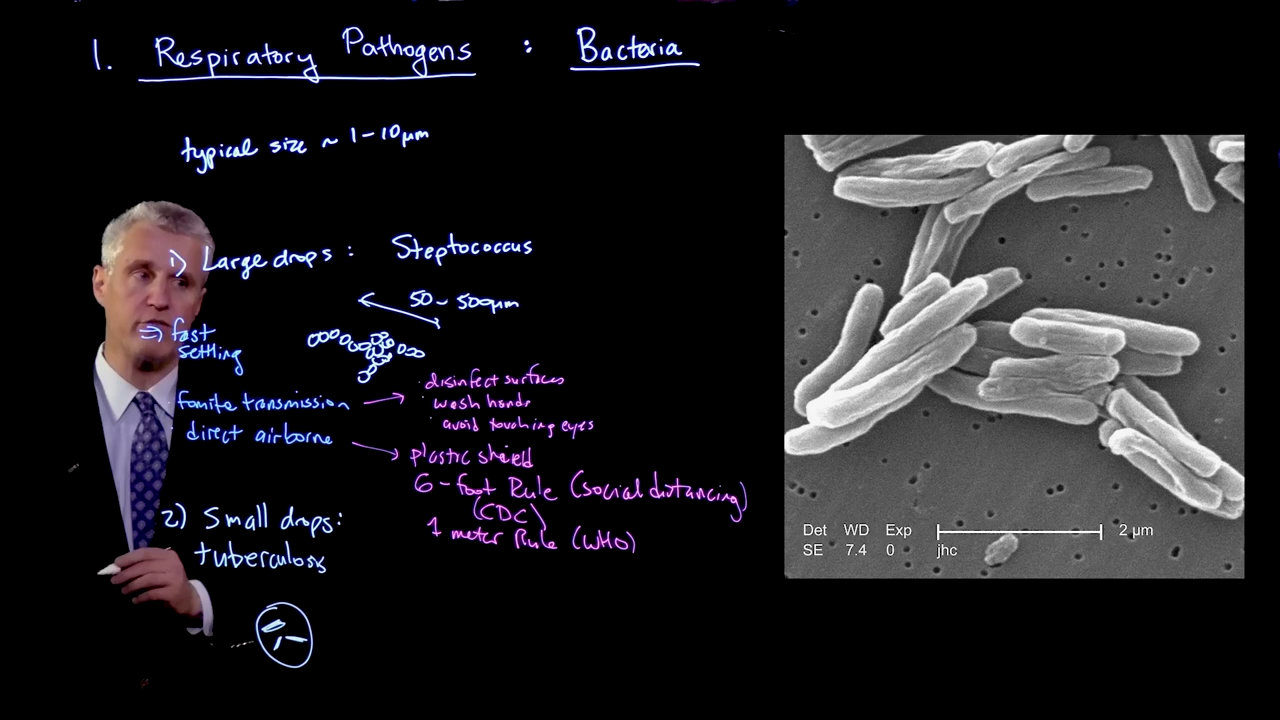 1. Respiratory Pathogens : Bacteria
typical size ~ 1-10μm
1) Large drops : Steptococcus
50 - 500μm
⇒ fast
settling
· fomite transmission →
· direct airborne →
· disinfect surfaces
· wash hands
· avoid touching eyes
plastic shield
6-foot Rule (social distancing)
(CDC)
1 meter Rule (WHO)
2) Small drops:
tuberculosis
Det WD Exp
SE 7.4 0 jhc
2 μm